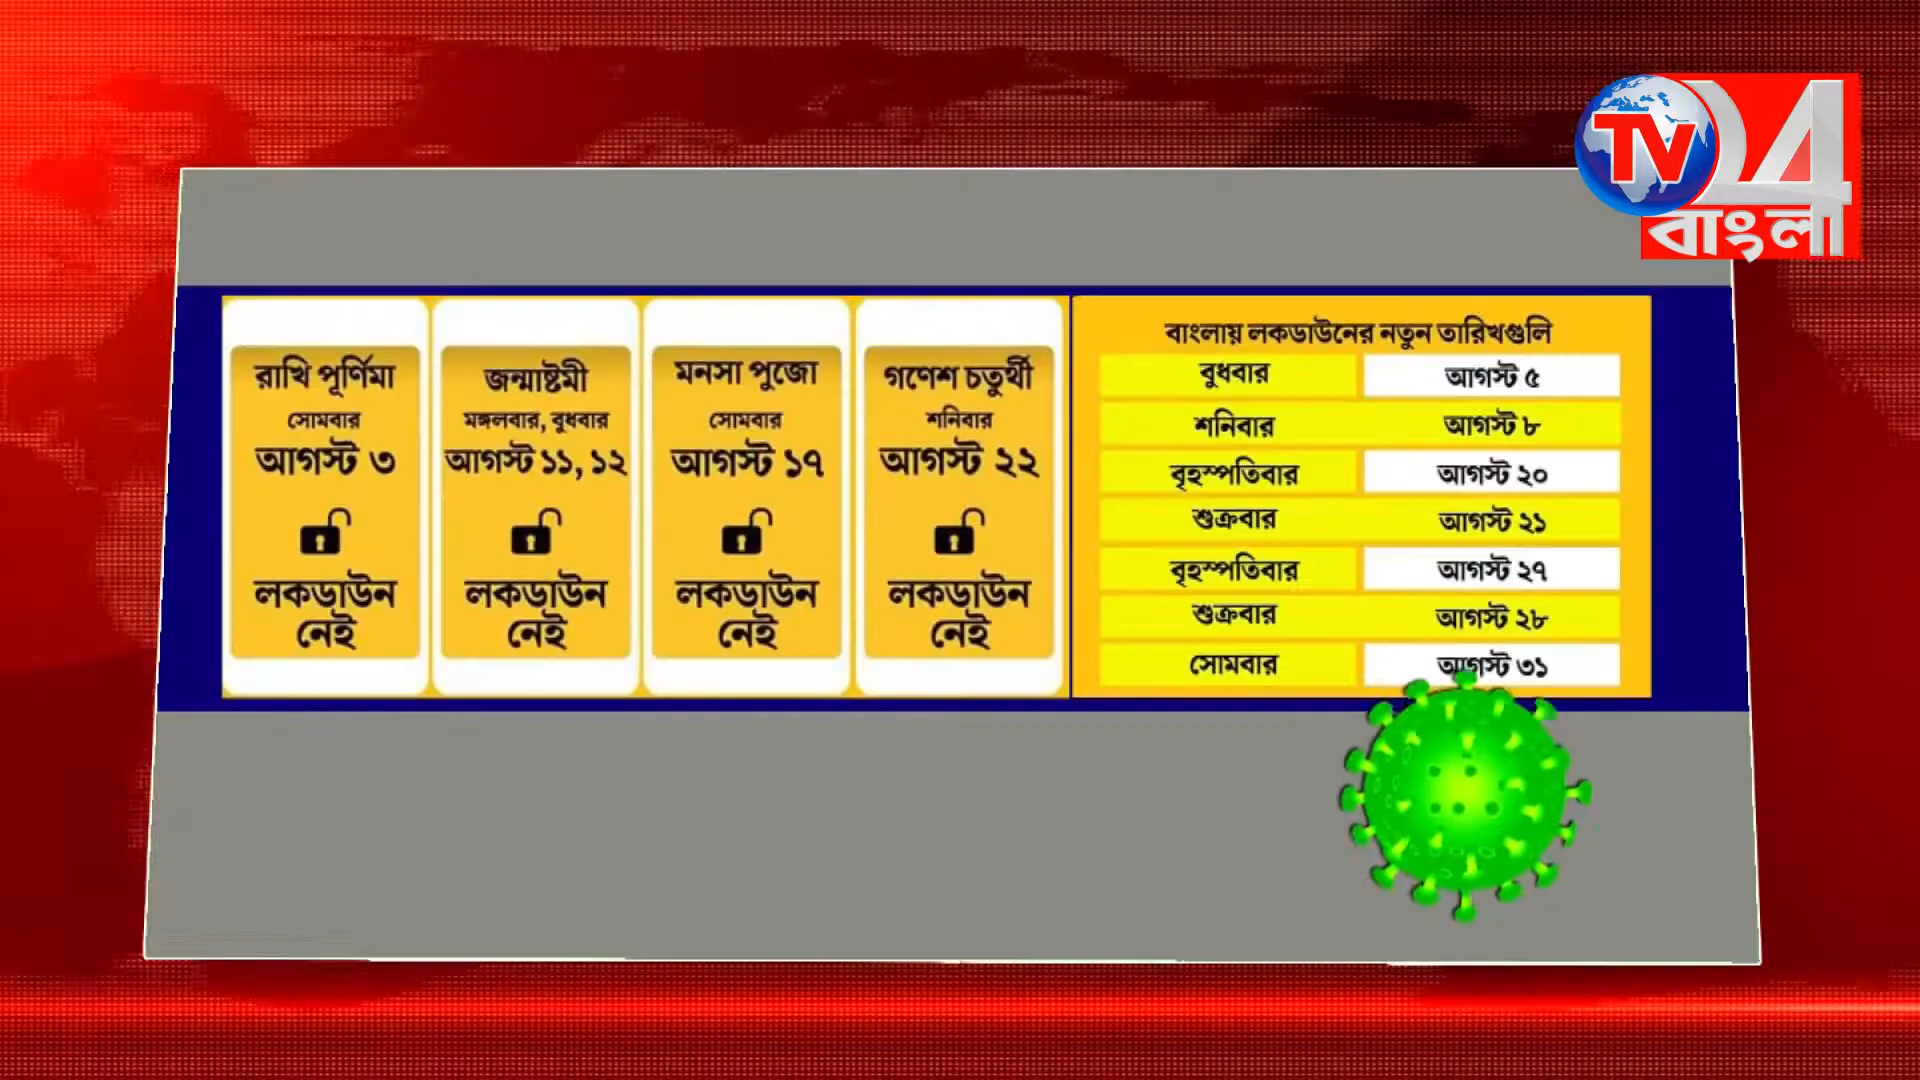 TV
24
বাংলা
রাখি পূর্ণিমা
সোমবার
আগস্ট ৩
লকডাউন
নেই
জন্মাষ্টমী
মঙ্গলবার, বুধবার
আগস্ট ১১, ১২
লকডাউন
নেই
মনসা পুজো
সোমবার
আগস্ট ১৭
লকডাউন
নেই
গণেশ চতুর্থী
শনিবার
আগস্ট ২২
লকডাউন
নেই
বাংলায় লকডাউনের নতুন তারিখগুলি
বুধবার আগস্ট ৫
শনিবার আগস্ট ৮
বৃহস্পতিবার আগস্ট ২০
শুক্রবার আগস্ট ২১
বৃহস্পতিবার আগস্ট ২৭
শুক্রবার আগস্ট ২৮
সোমবার আগস্ট ৩১